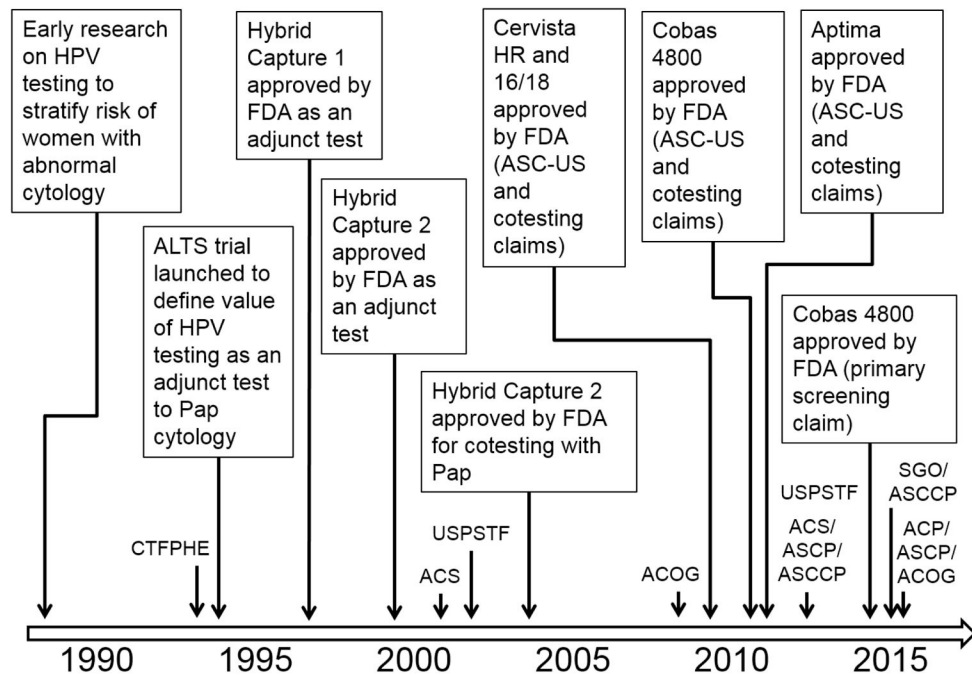 Early research
on HPV
testing to
stratify risk of
women with
abnormal
cytology
Hybrid
Capture 1
approved by
FDA as an
adjunct test
Cervista
HR and
16/18
approved
by FDA
(ASC-US
and
cotesting
claims)
Cobas
4800
approved
by FDA
(ASC-US
and
cotesting
claims)
Aptima
approved
by FDA
(ASC-US
and
cotesting
claims)
ALTS trial
launched to
define value
of HPV
testing as an
adjunct test
to Pap
cytology
Hybrid
Capture 2
approved
by FDA as
an adjunct
test
Hybrid Capture 2
approved by FDA
for cotesting with
Pap
Cobas 4800
approved by
FDA (primary
screening
claim)
CTFPHE
ACS
USPSTF
ACOG
USPSTF
ACS/
ASCP/
ASCCP
SGO/
ASCCP
ACP/
ASCP/
ACOG
1990
1995
2000
2005
2010
2015